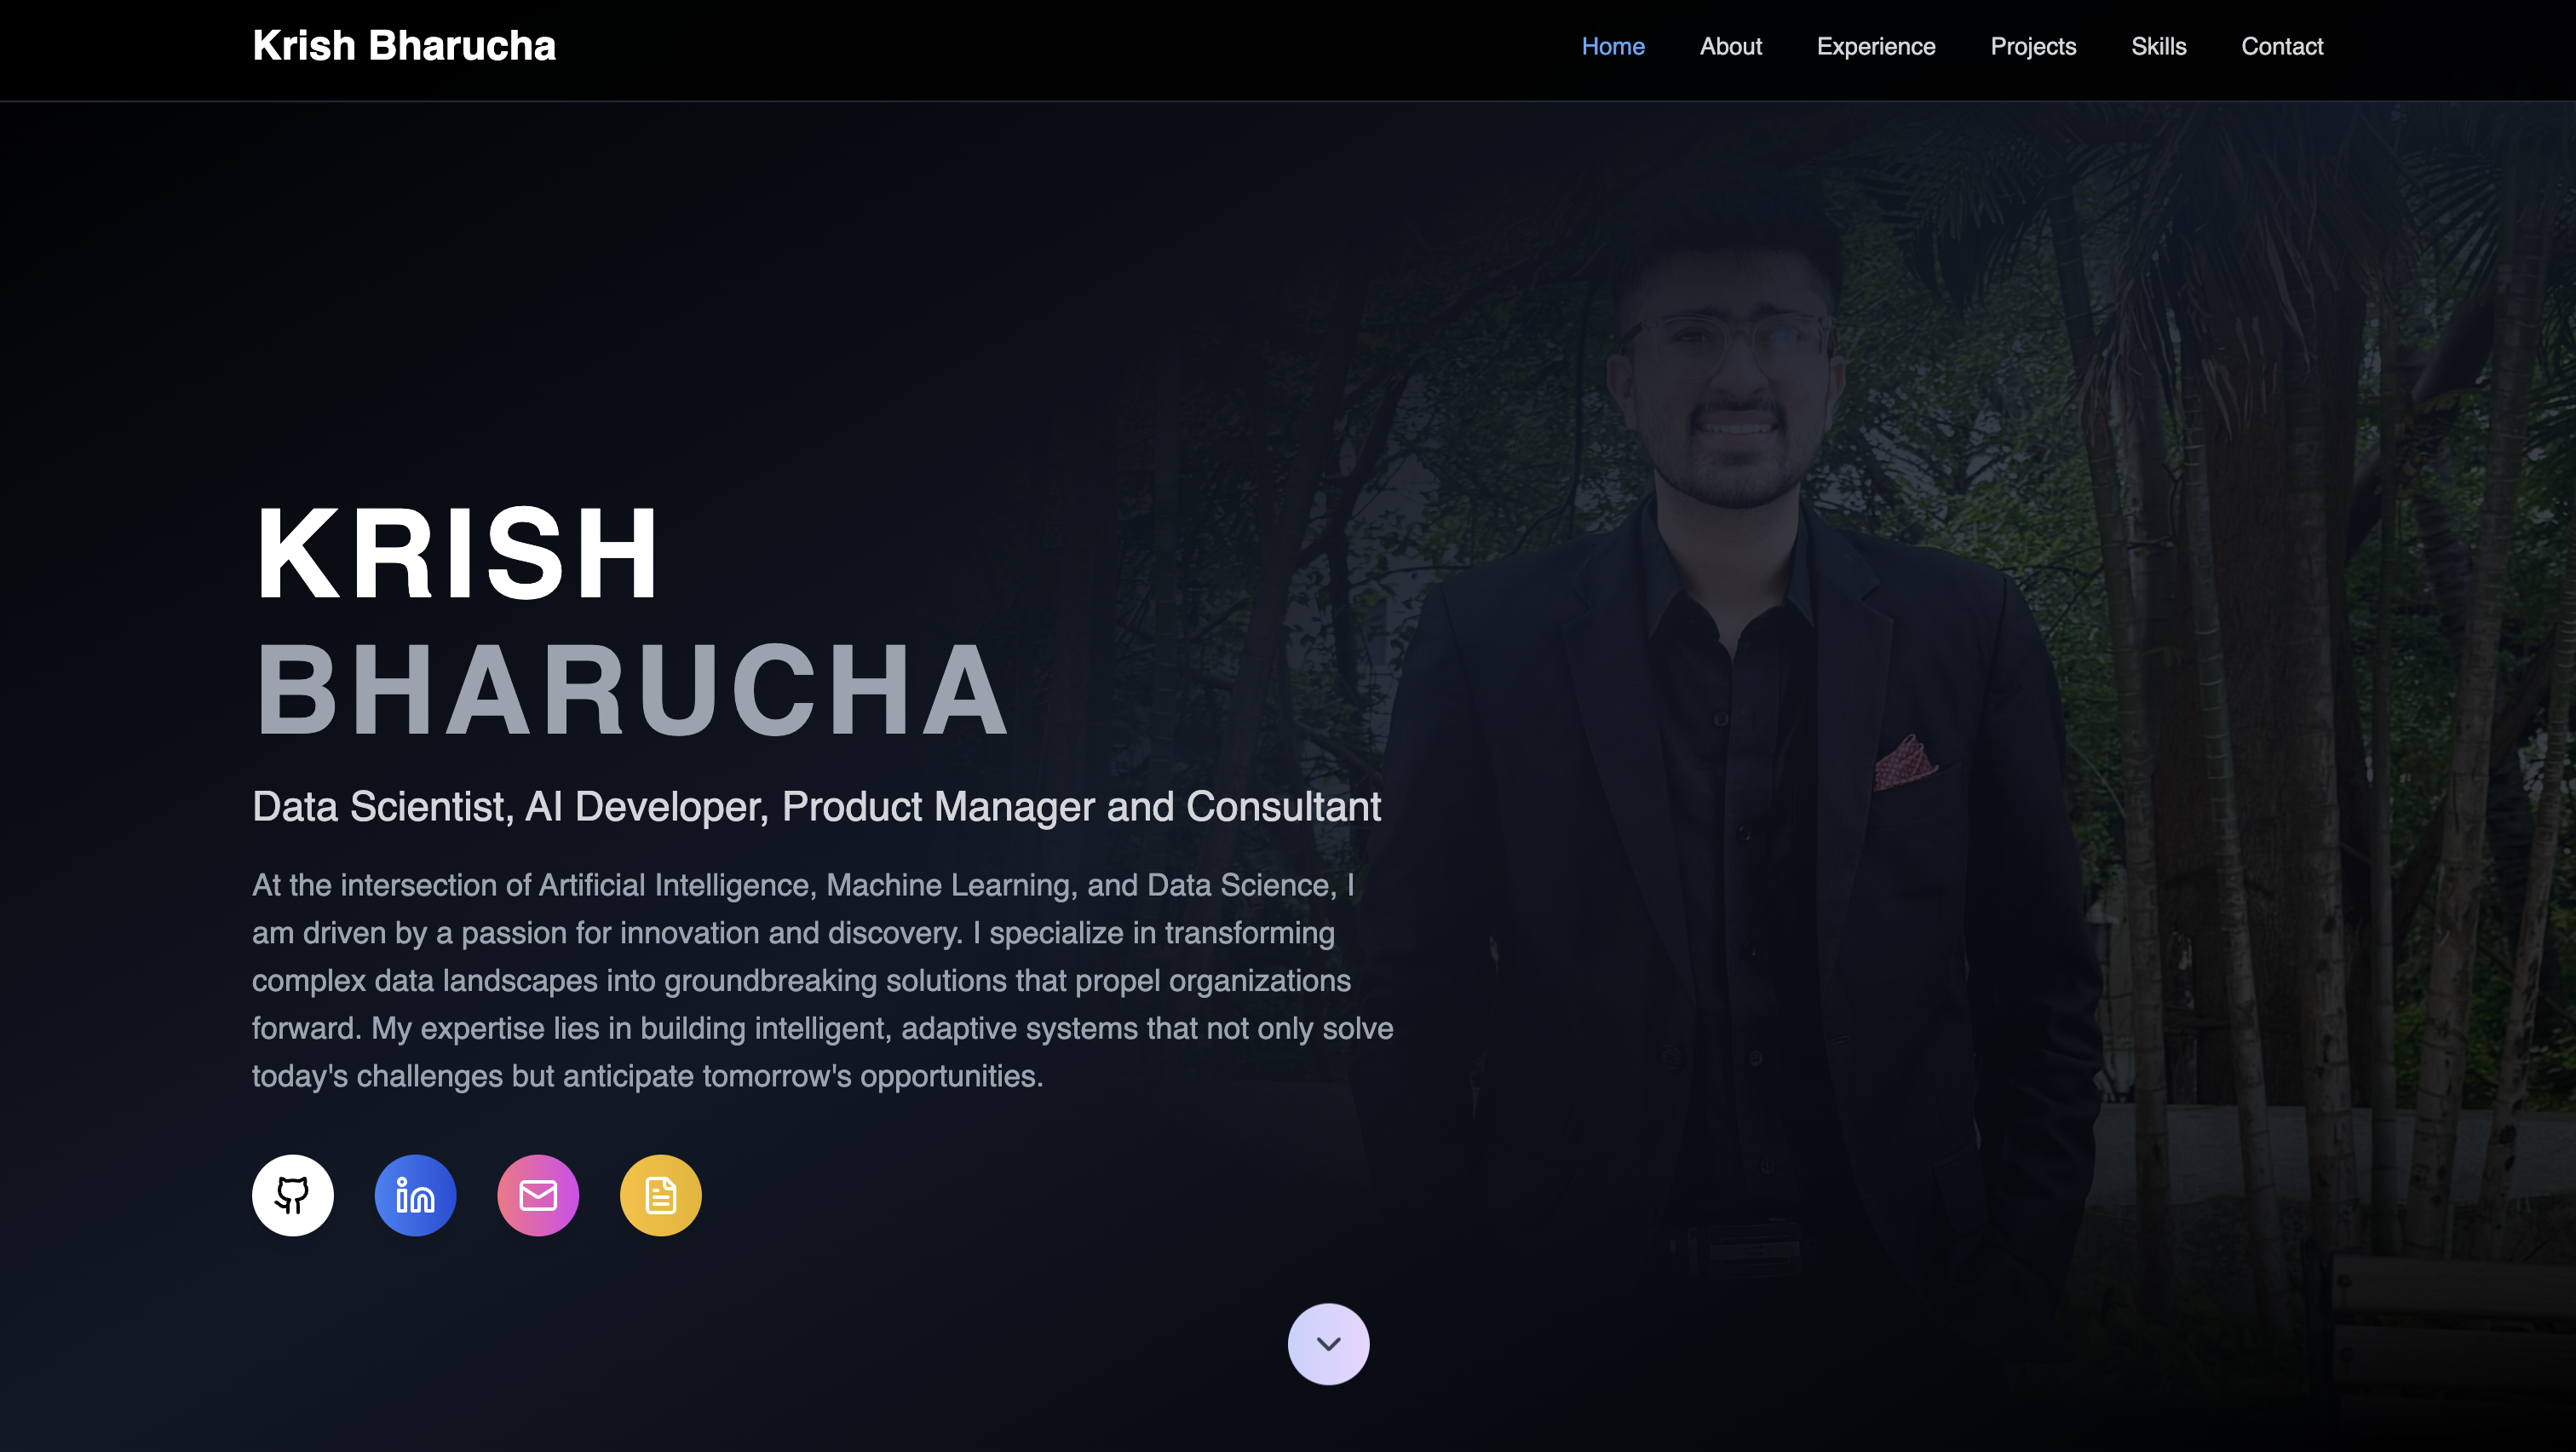 Krish Bharucha
Home
About
Experience
Projects
Skills
Contact
KRISH
BHARUCHA
Data Scientist, AI Developer, Product Manager and Consultant
At the intersection of Artificial Intelligence, Machine Learning, and Data Science, I
am driven by a passion for innovation and discovery. I specialize in transforming
complex data landscapes into groundbreaking solutions that propel organizations
forward. My expertise lies in building intelligent, adaptive systems that not only solve
today's challenges but anticipate tomorrow's opportunities.
in